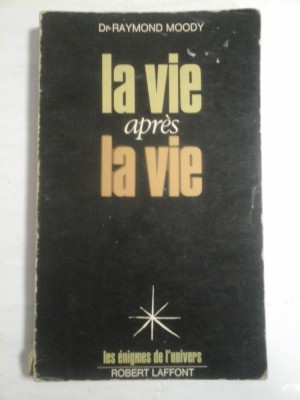 Dr RAYMOND MOODY
la vie
après
la vie
les énigmes de l'univers
ROBERT LAFFONT